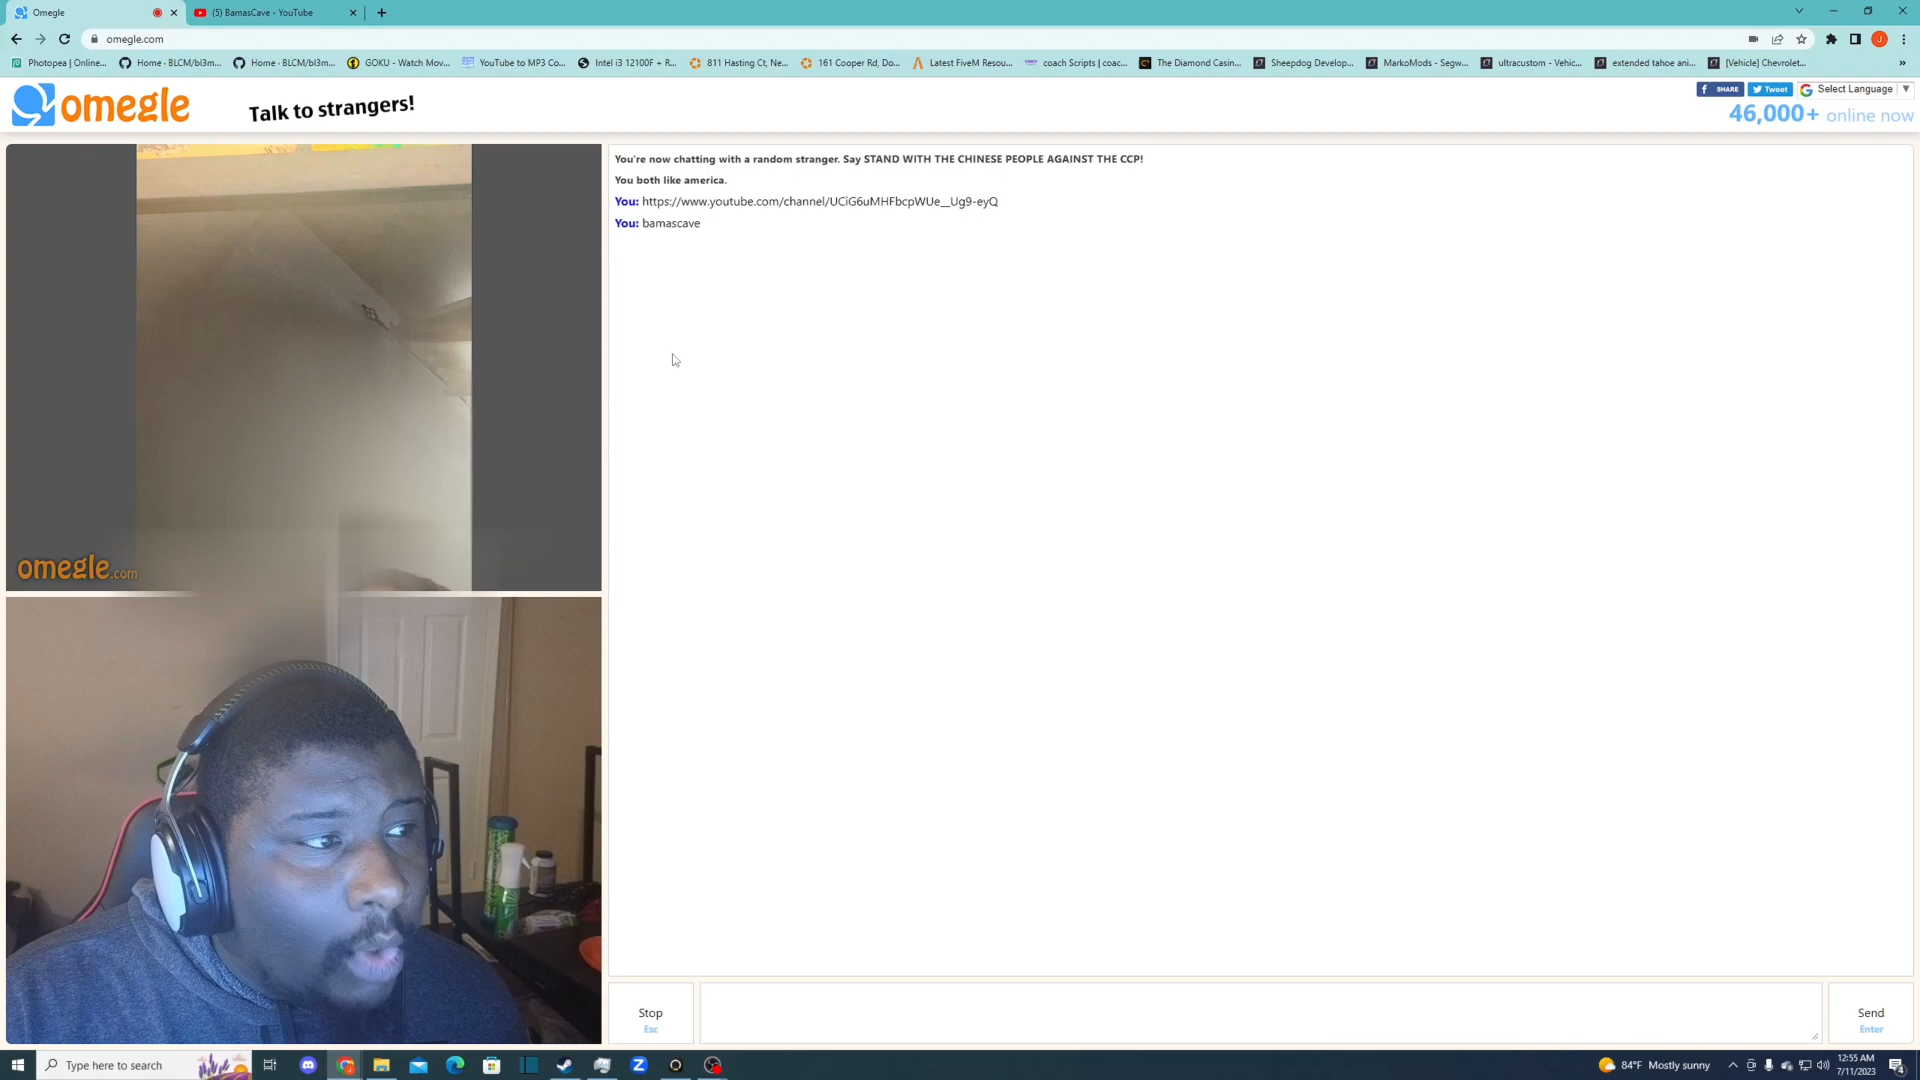 Omegle
(5) BamasCave - YouTube
omegle.com
Photopea | Online...
Home · BLCM/bl3m...
Home · BLCM/bl3m...
GOKU - Watch Mov...
YouTube to MP3 Co...
Intel i3 12100F + R...
811 Hasting Ct, Ne...
161 Cooper Rd, Do...
Latest FiveM Resou...
coach Scripts | coac...
The Diamond Casin...
Sheepdog Develop...
MarkoMods - Segw...
ultracustom - Vehic...
extended tahoe ani...
[Vehicle] Chevrolet...
omegle
Talk to strangers!
SHARE
Tweet
Select Language
46,000+ online now
You're now chatting with a random stranger. Say STAND WITH THE CHINESE PEOPLE AGAINST THE CCP!
You both like america.
You: https://www.youtube.com/channel/UCiG6uMHFbcpWUe__Ug9-eyQ
You: bamascave
omegle.com
Stop
Esc
Send
Enter
Type here to search
84°F Mostly sunny
12:55 AM
7/11/2023